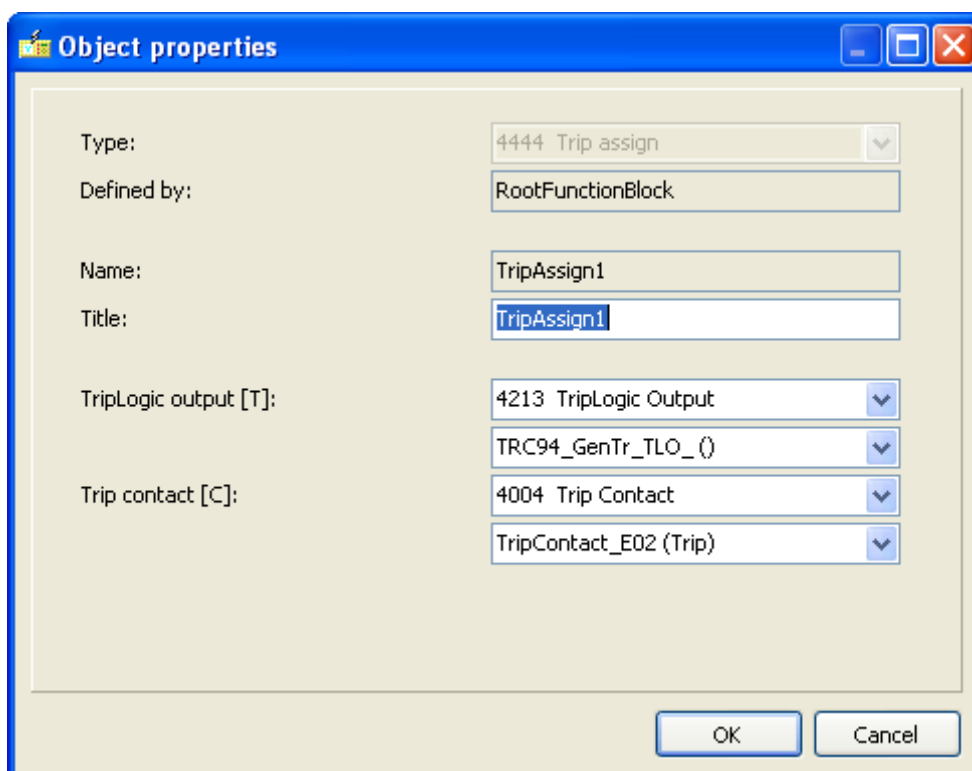 Object properties
Type: 4444 Trip assign
Defined by: RootFunctionBlock
Name: TripAssign1
Title: TripAssign1
TripLogic output [T]: 4213 TripLogic Output
TRC94_GenTr_TLO_ ()
Trip contact [C]: 4004 Trip Contact
TripContact_E02 (Trip)
OK Cancel